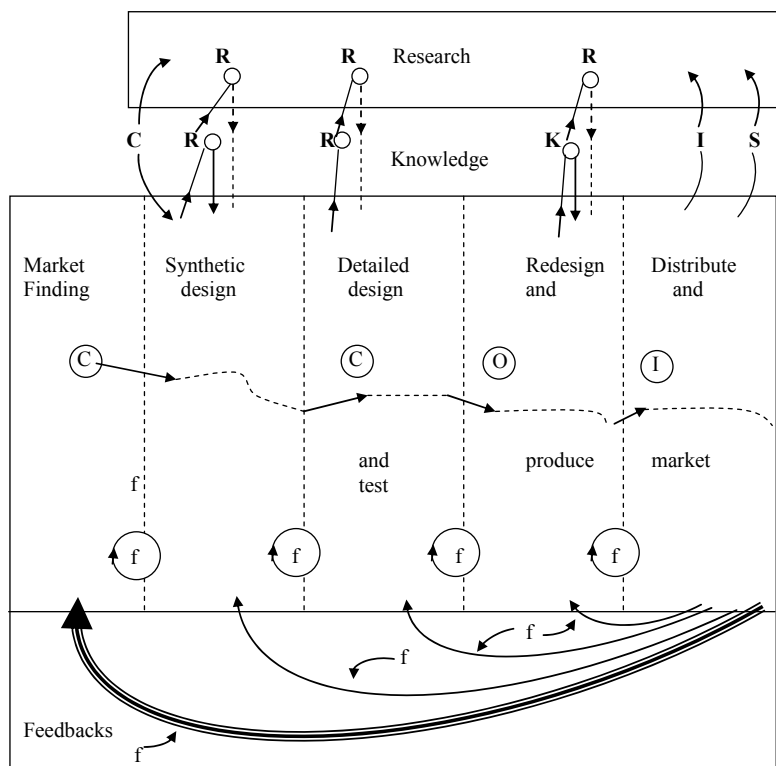 R R R
Research
C R R K I S
Knowledge
Market Synthetic Detailed Redesign Distribute
Finding design design and and
C C O I
and produce market
test
f
f f f f
f
f
Feedbacks
f